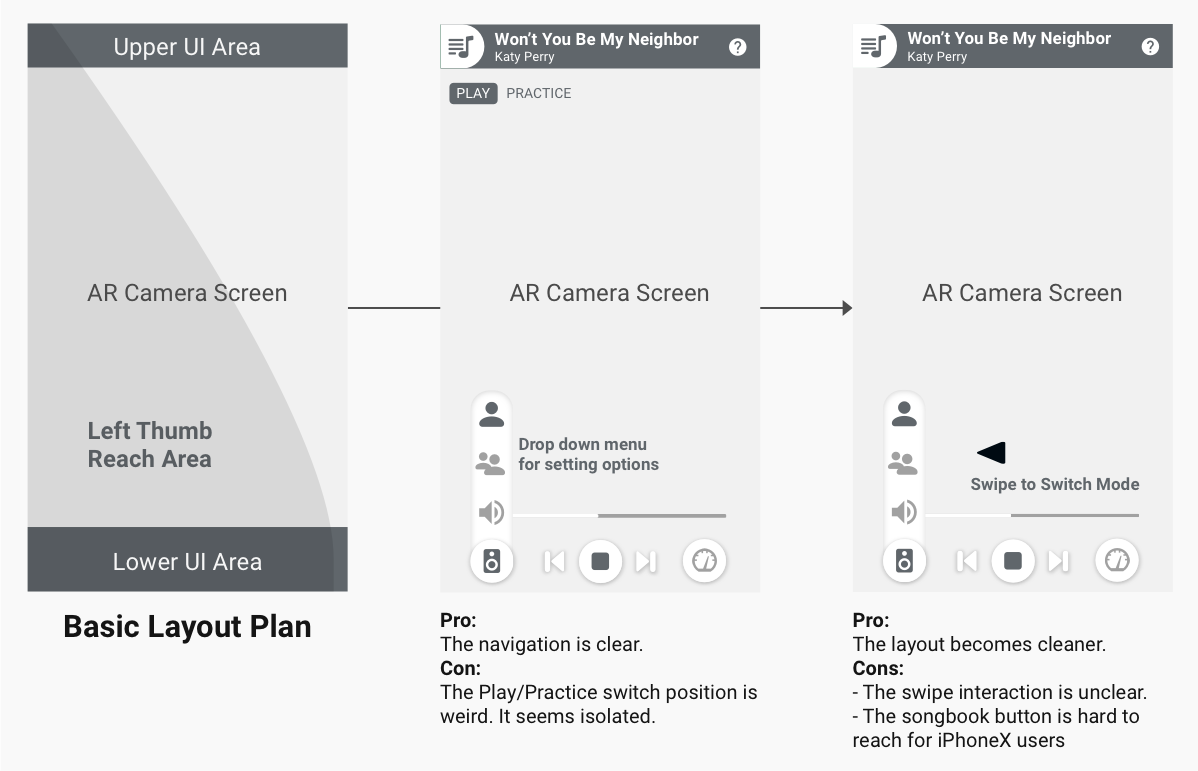 Upper UI Area
AR Camera Screen
Left Thumb
Reach Area
Lower UI Area
Basic Layout Plan
Won’t You Be My Neighbor
Katy Perry
?
PLAY PRACTICE
AR Camera Screen
Drop down menu
for setting options
Pro:
The navigation is clear.
Con:
The Play/Practice switch position is
weird. It seems isolated.
Won’t You Be My Neighbor
Katy Perry
?
AR Camera Screen
Swipe to Switch Mode
Pro:
The layout becomes cleaner.
Cons:
- The swipe interaction is unclear.
- The songbook button is hard to
reach for iPhoneX users